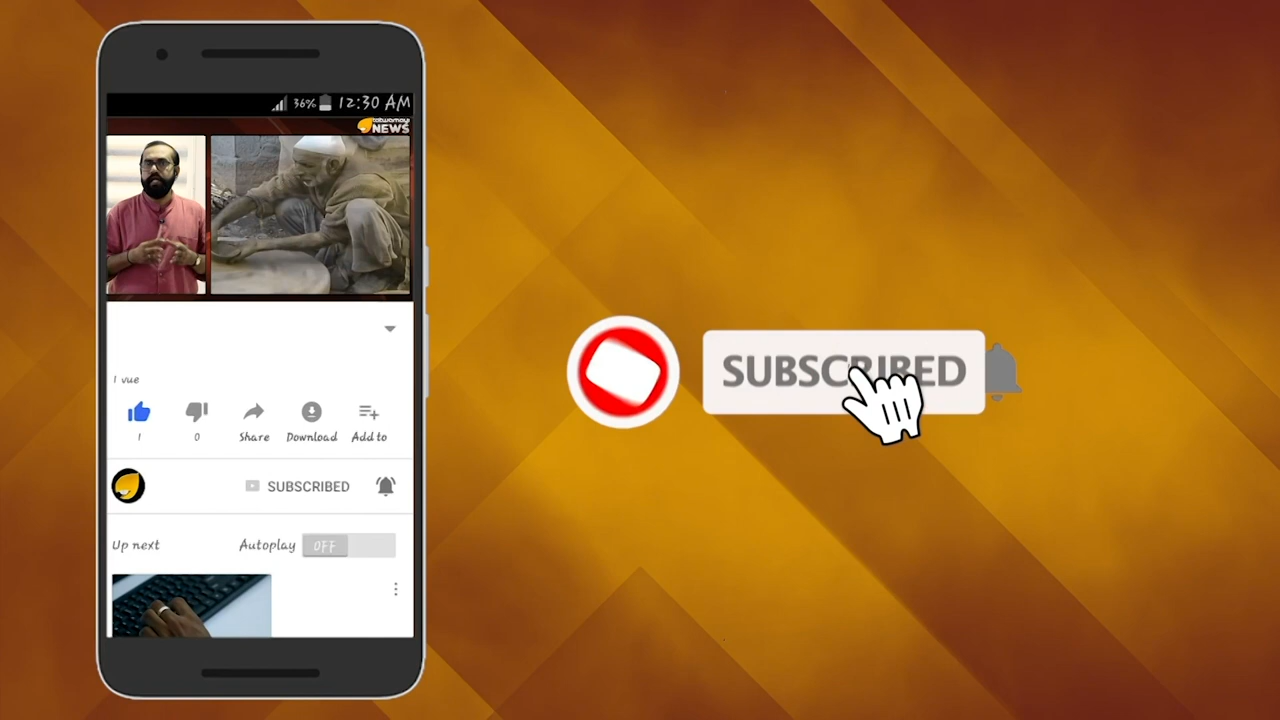 36% 12:30 AM
tatwamayi
NEWS
1 vue
1
0
Share
Download
Add to
SUBSCRIBED
Up next
Autoplay
OFF
SUBSCRIBED